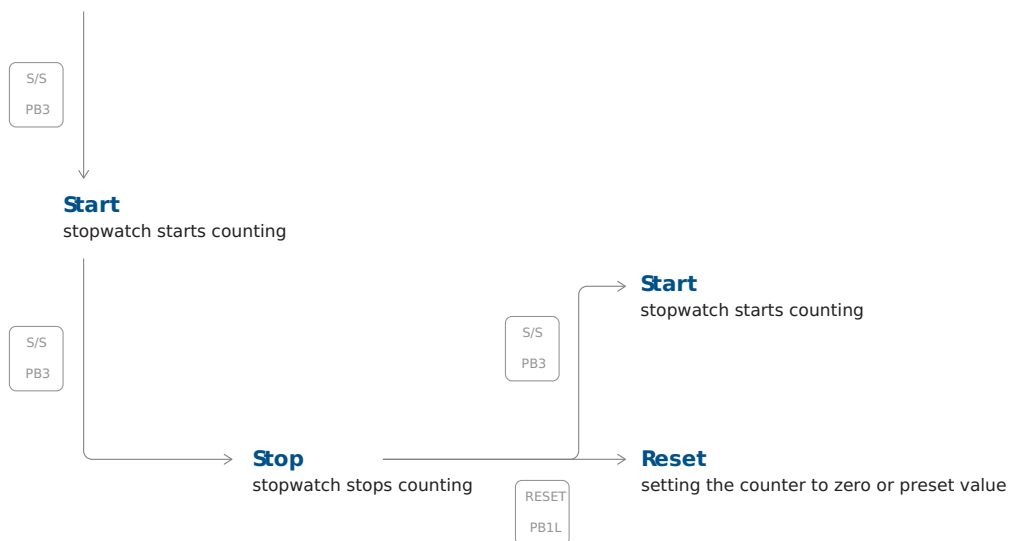 S/S
PB3
Start
stopwatch starts counting
S/S
PB3
Start
stopwatch starts counting
S/S
PB3
Stop
stopwatch stops counting
Reset
setting the counter to zero or preset value
RESET
PB1L